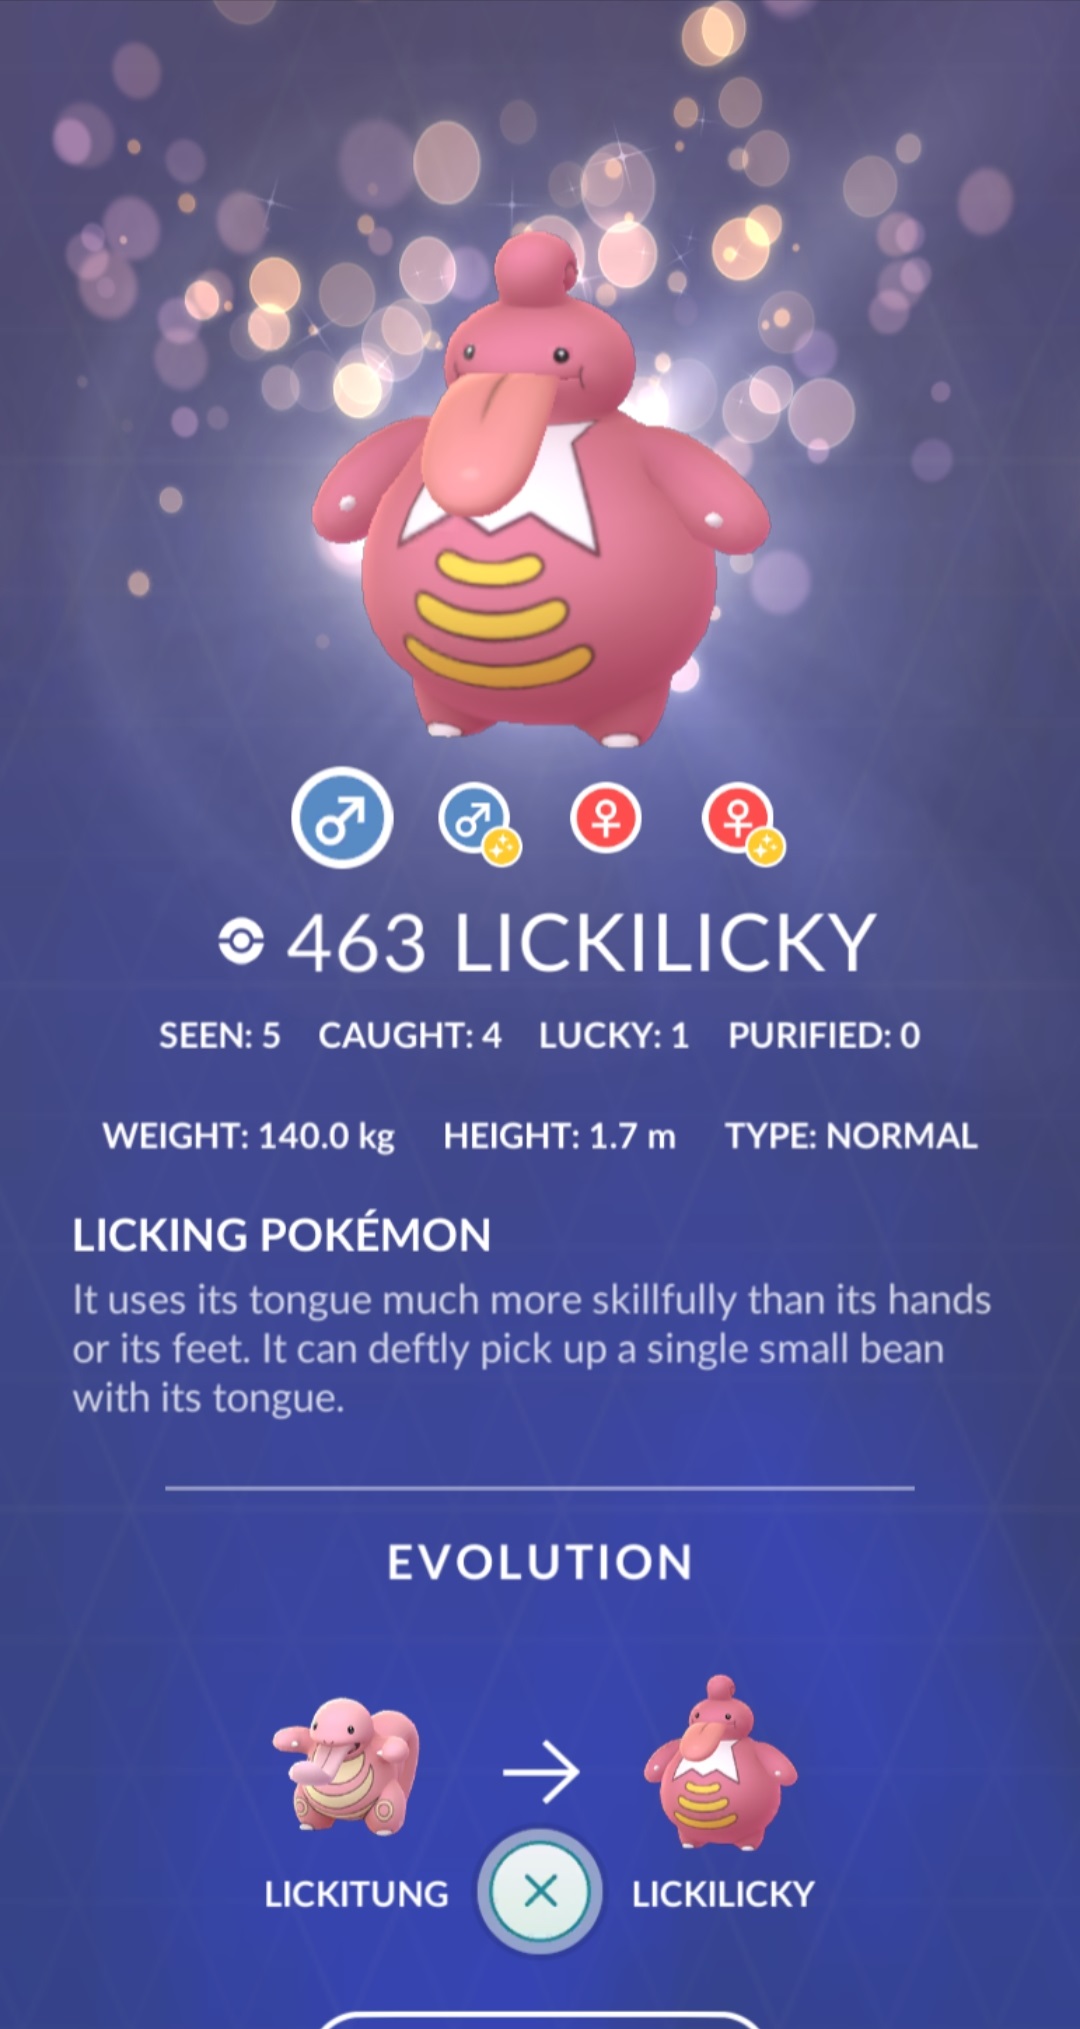 463 LICKILICKY
SEEN: 5 CAUGHT: 4 LUCKY: 1 PURIFIED: 0
WEIGHT: 140.0 kg HEIGHT: 1.7 m TYPE: NORMAL
LICKING POKÉMON
It uses its tongue much more skillfully than its hands
or its feet. It can deftly pick up a single small bean
with its tongue.
EVOLUTION
LICKITUNG LICKILICKY